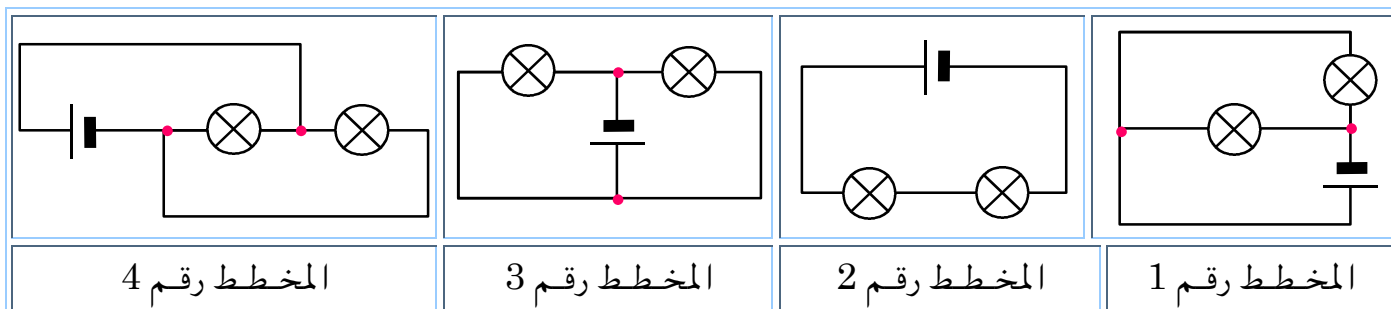 المخطط رقم 1
المخطط رقم 2
المخطط رقم 3
المخطط رقم 4